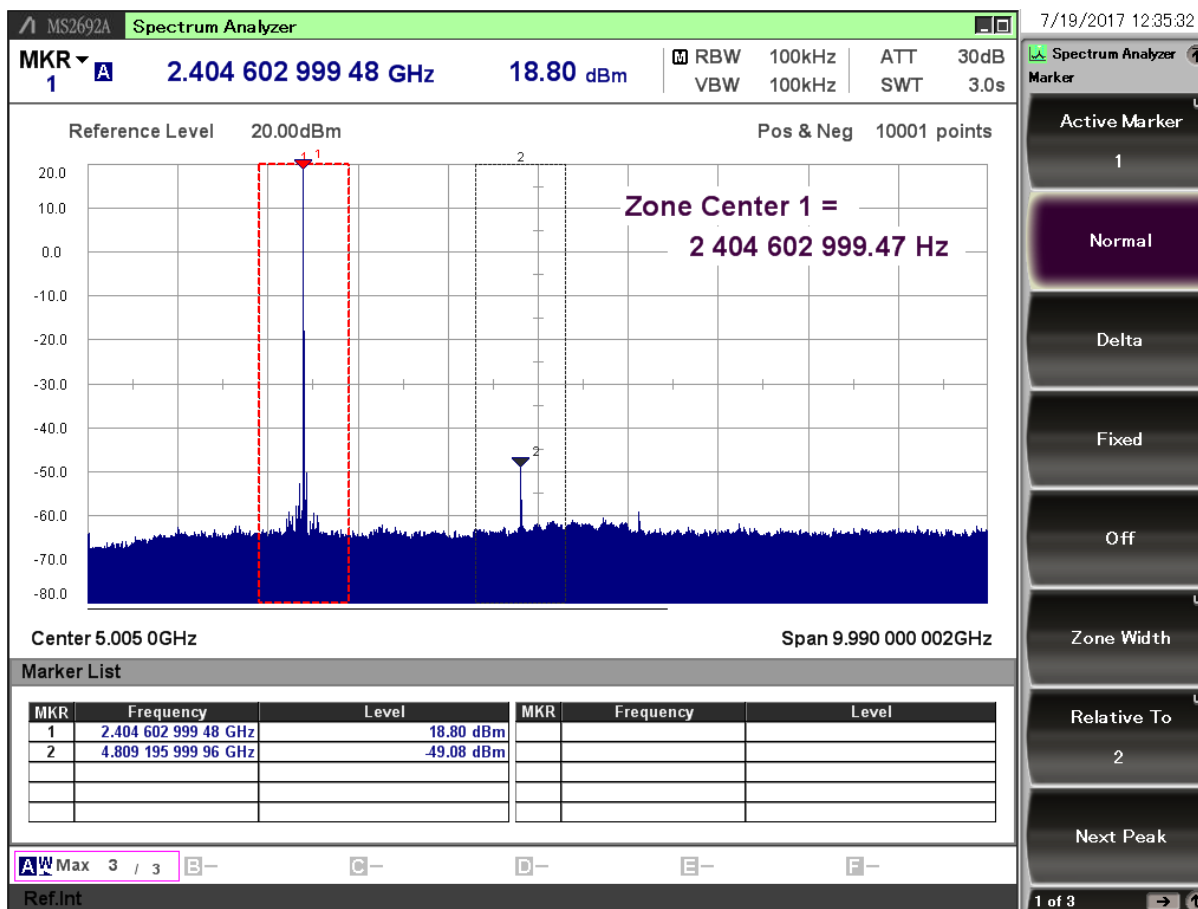 MS2692A Spectrum Analyzer
7/19/2017 12:35:32
MKR
1
A
2.404 602 999 48 GHz
18.80 dBm
M RBW 100kHz
VBW 100kHz
ATT 30dB
SWT 3.0s
Reference Level 20.00dBm
Pos & Neg 10001 points
1 1
2
20.0
10.0
0.0
-10.0
-20.0
-30.0
-40.0
-50.0
-60.0
-70.0
-80.0
Zone Center 1 =
2 404 602 999.47 Hz
2
Center 5.005 0GHz
Span 9.990 000 002GHz
Marker List
MKR Frequency Level MKR Frequency Level
1 2.404 602 999 48 GHz 18.80 dBm
2 4.809 195 999 96 GHz -49.08 dBm
A W Max 3 / 3 B C D E F
Ref.Int
Spectrum Analyzer
Marker
Active Marker
1
Normal
Delta
Fixed
Off
Zone Width
Relative To
2
Next Peak
1 of 3